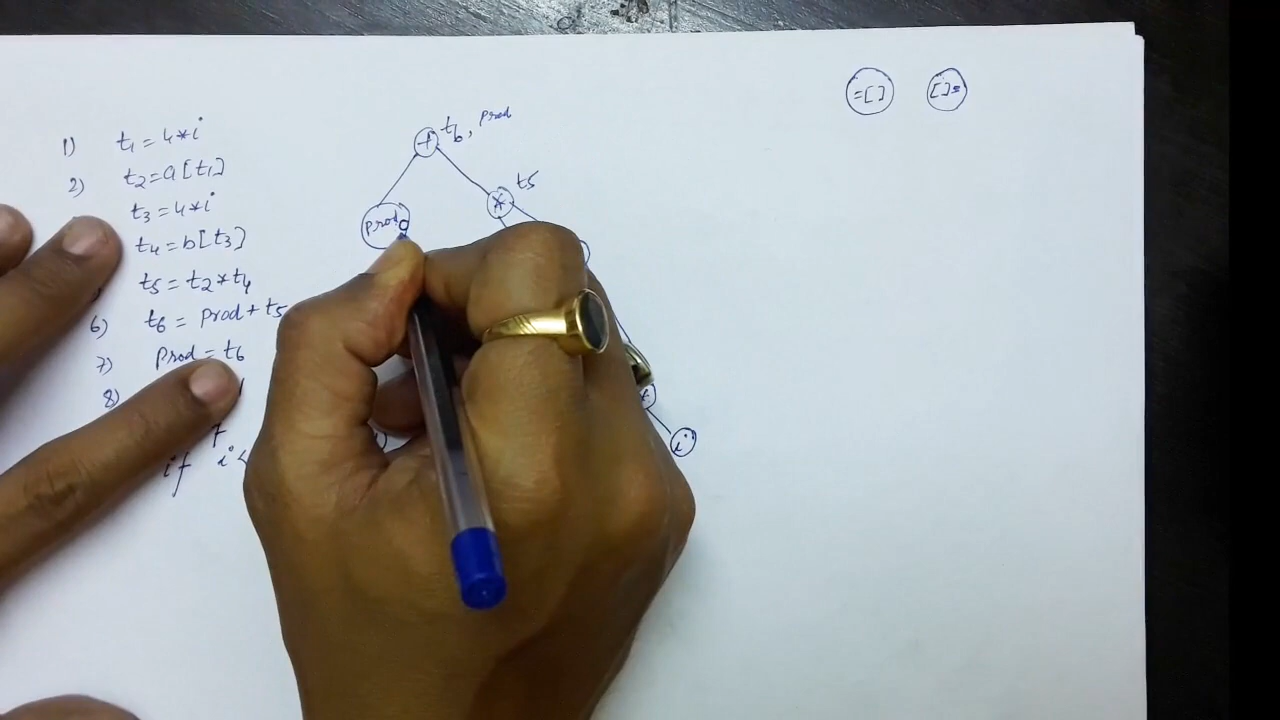 =[ ] [ ]=
1) t1 = 4*i
2) t2 = a[t1]
t3 = 4*i
t4 = b[t3]
t5 = t2*t4
6) t6 = prod + t5
7) prod = t6
8)
if i<
t6, prod
+
t5
*
prod0
i